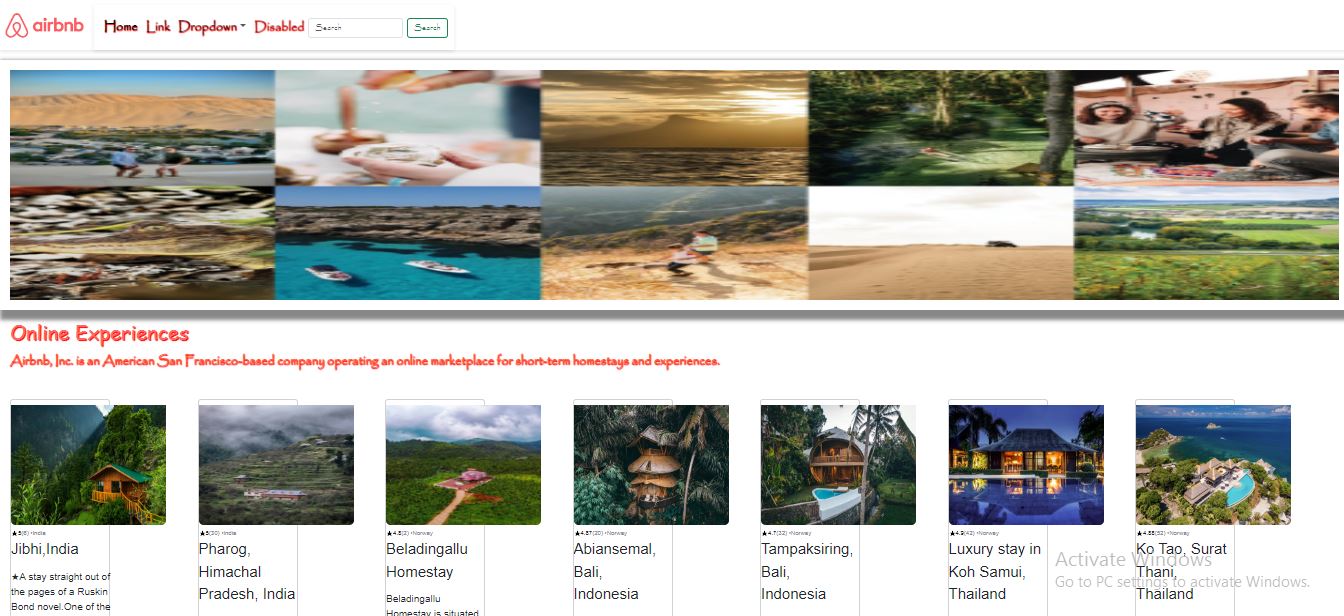 airbnb Home Link Dropdown Disabled Search Search
Online Experiences
Airbnb, Inc. is an American San Francisco-based company operating an online marketplace for short-term homestays and experiences.
★5(6) •India
Jibhi,India
★A stay straight out of
the pages of a Ruskin
Bond novel.One of the
★5(30) •India
Pharog,
Himachal
Pradesh, India
★4.8(2) •Norway
Beladingallu
Homestay
Beladingallu
Homestay is situated
★4.87(20) •Norway
Abiansemal,
Bali,
Indonesia
★4.7(32) •Norway
Tampaksiring,
Bali,
Indonesia
★4.9(42) •Norway
Luxury stay in
Koh Samui,
Thailand
★4.88(52) •Norway
Ko Tao, Surat
Thani,
Thailand
Activate Windows
Go to PC settings to activate Windows.